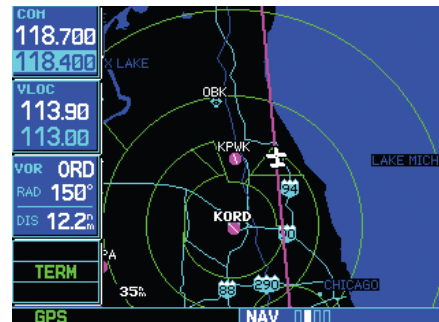 COM
118.700
118.400
VLOC
113.90
113.00
VOR ORD
RAD 150°
DIS 12.2nm
TERM
GPS
X LAKE
OBK
KPWK
LAKE MICH
94
KORD
90
PA
35nm
88
290
CHICAGO
NAV